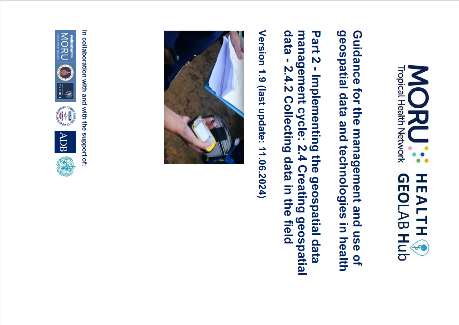 MORU
Tropical Health Network
HEALTH
GEOLAB Hub
Guidance for the management and use of
geospatial data and technologies in health
Part 2 - Implementing the geospatial data
management cycle: 2.4 Creating geospatial
data - 2.4.2 Collecting data in the field
Version 1.9 (last update: 11.06.2024)
In collaboration with and with the support of:
MORU
ADB